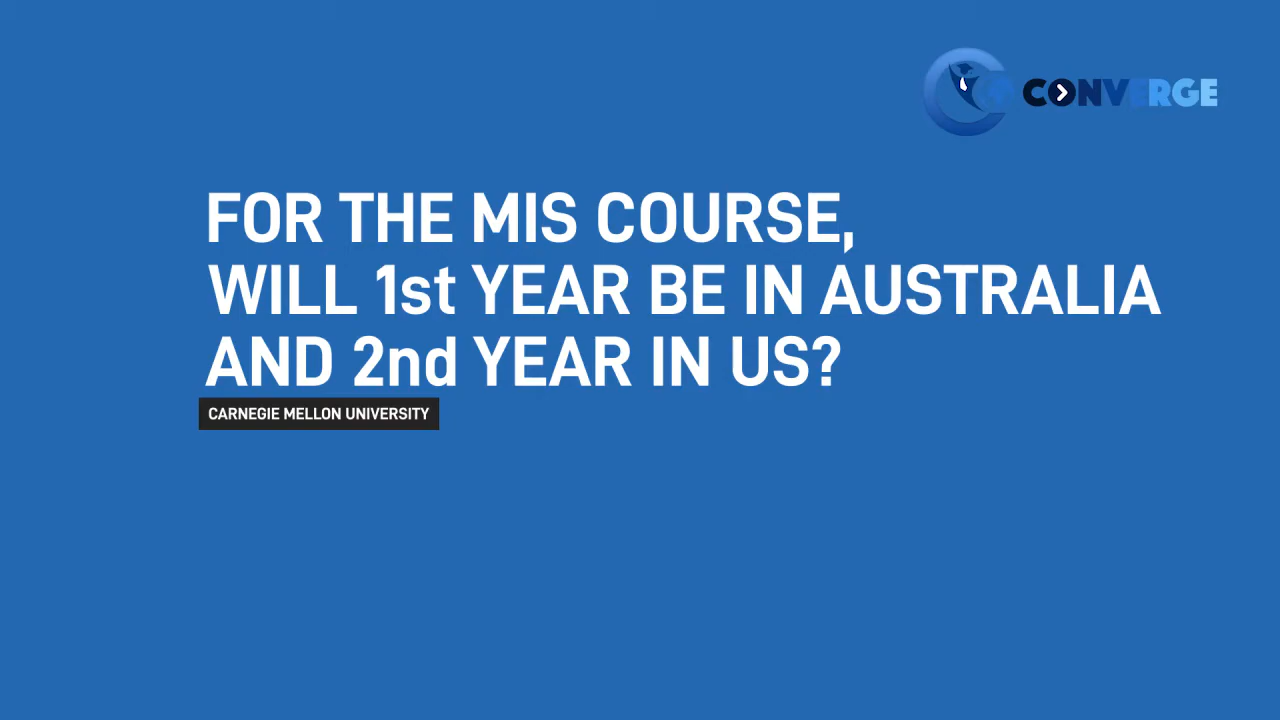 CONVERGE
FOR THE MIS COURSE,
WILL 1st YEAR BE IN AUSTRALIA
AND 2nd YEAR IN US?
CARNEGIE MELLON UNIVERSITY